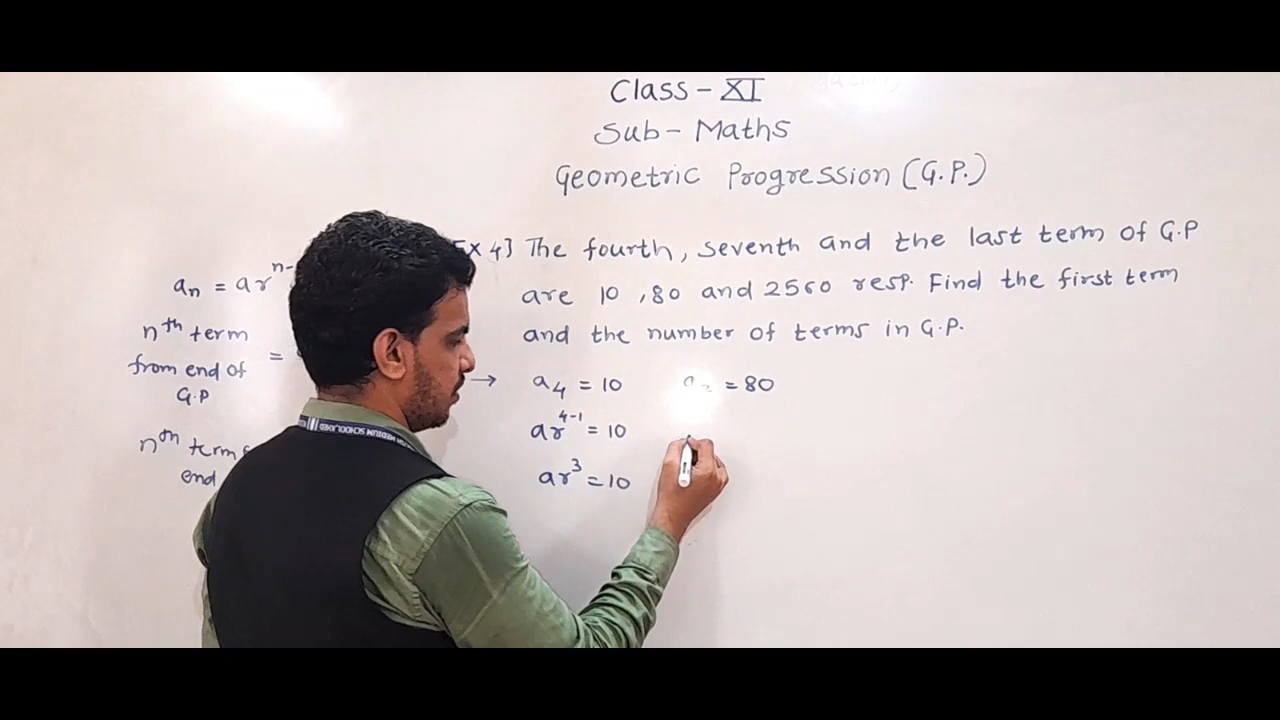 Class - XI
Sub - Maths
Geometric Progression (G.P.)
x 4] The fourth, seventh and the last term of G.P
are 10 , 80 and 2560 resp. Find the first term
and the number of terms in G.P.
→ a4 = 10 a7 = 80
ar^4-1 = 10
ar^3 = 10
an = ar^n-
nth term
from end of =
G.P
nth term
end